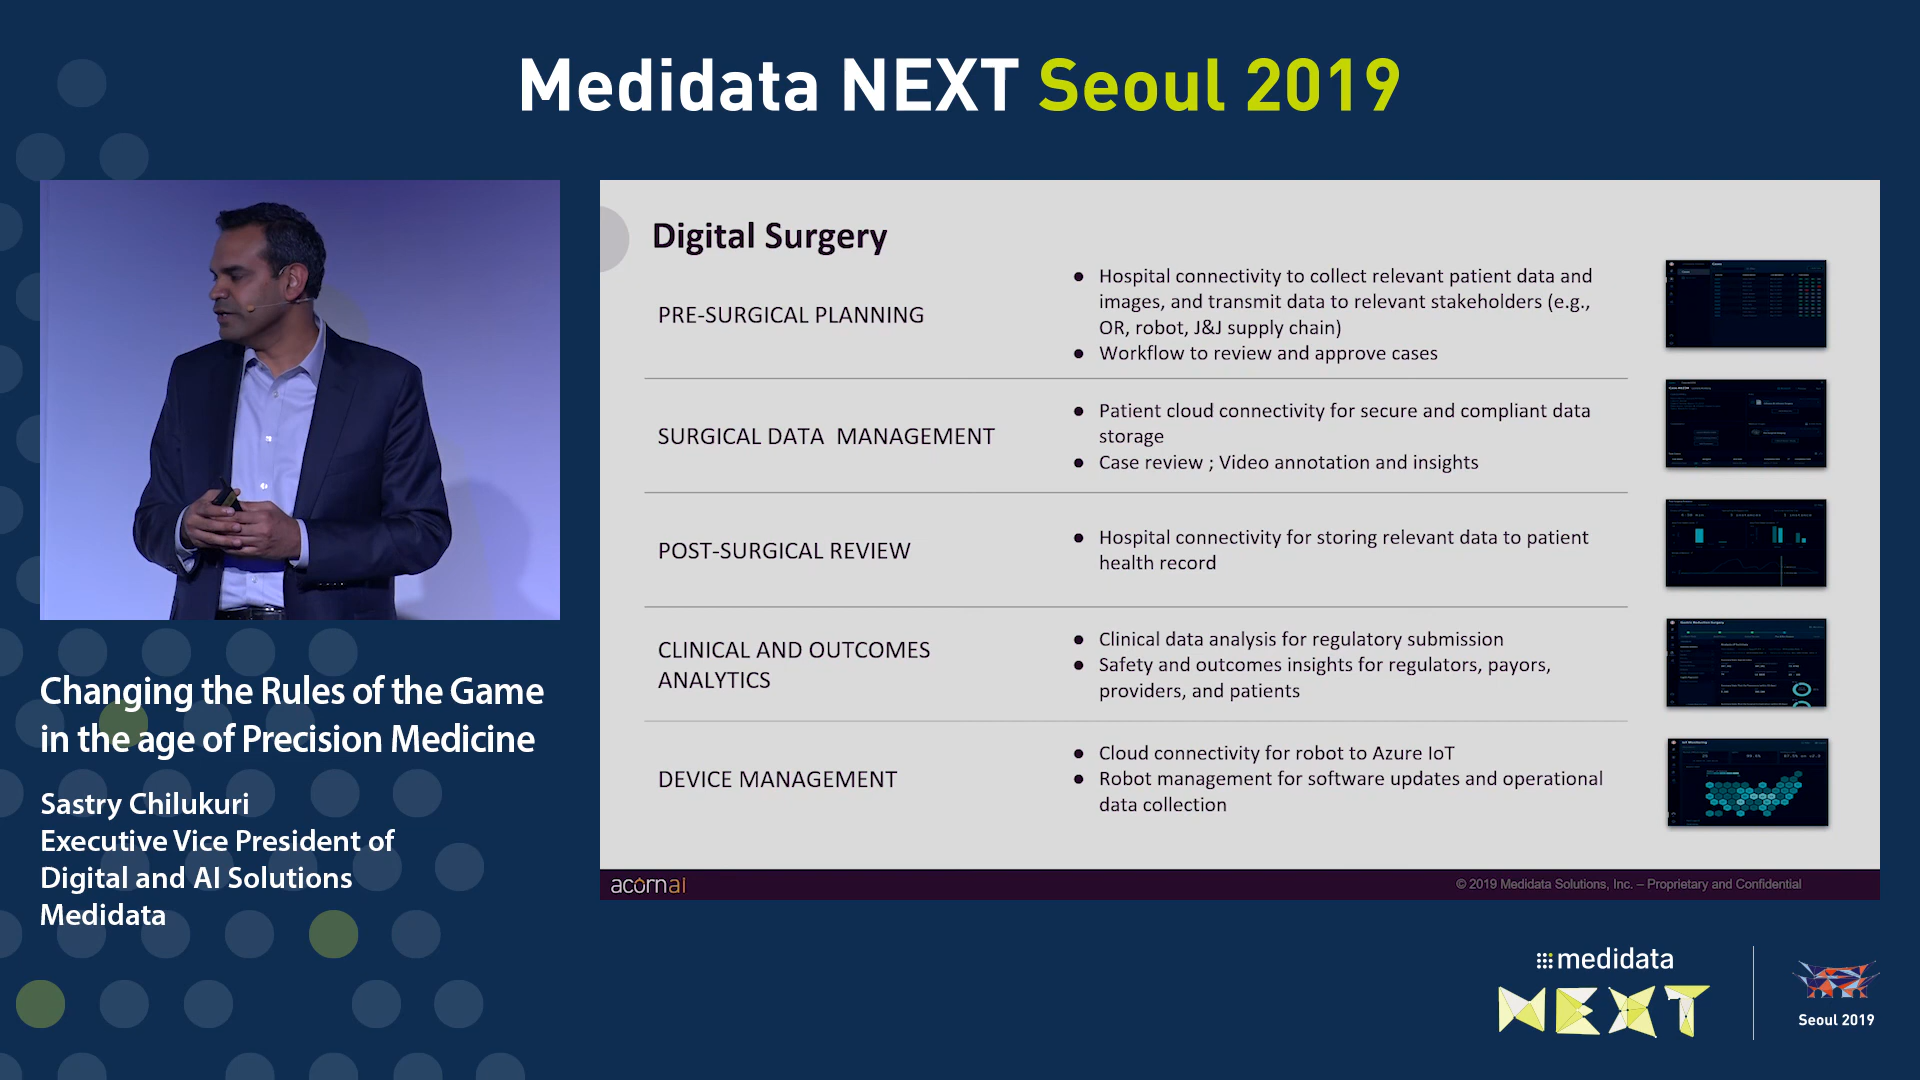 Medidata NEXT Seoul 2019
Digital Surgery
PRE-SURGICAL PLANNING
● Hospital connectivity to collect relevant patient data and
images, and transmit data to relevant stakeholders (e.g.,
OR, robot, J&J supply chain)
● Workflow to review and approve cases
SURGICAL DATA MANAGEMENT
● Patient cloud connectivity for secure and compliant data
storage
● Case review ; Video annotation and insights
POST-SURGICAL REVIEW
● Hospital connectivity for storing relevant data to patient
health record
CLINICAL AND OUTCOMES
ANALYTICS
● Clinical data analysis for regulatory submission
● Safety and outcomes insights for regulators, payors,
providers, and patients
DEVICE MANAGEMENT
● Cloud connectivity for robot to Azure IoT
● Robot management for software updates and operational
data collection
acornai
© 2019 Medidata Solutions, Inc. – Proprietary and Confidential
Changing the Rules of the Game
in the age of Precision Medicine
Sastry Chilukuri
Executive Vice President of
Digital and AI Solutions
Medidata
medidata
NEXT
Seoul 2019